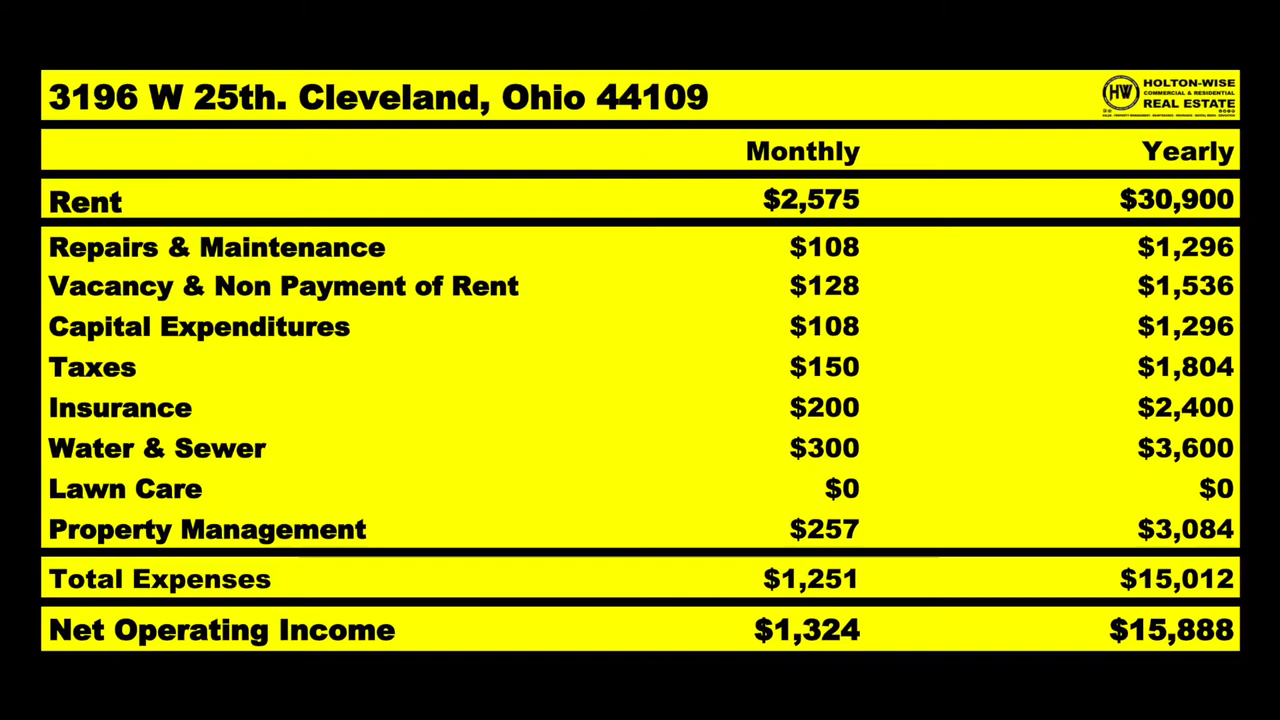 3196 W 25th. Cleveland, Ohio 44109
HW
HOLTON-WISE
COMMERCIAL & RESIDENTIAL
REAL ESTATE
Monthly Yearly
Rent $2,575 $30,900
Repairs & Maintenance $108 $1,296
Vacancy & Non Payment of Rent $128 $1,536
Capital Expenditures $108 $1,296
Taxes $150 $1,804
Insurance $200 $2,400
Water & Sewer $300 $3,600
Lawn Care $0 $0
Property Management $257 $3,084
Total Expenses $1,251 $15,012
Net Operating Income $1,324 $15,888